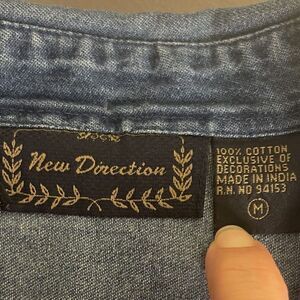 New Direction
100% COTTON
EXCLUSIVE OF
DECORATIONS
MADE IN INDIA
R.N. NO 94153
M